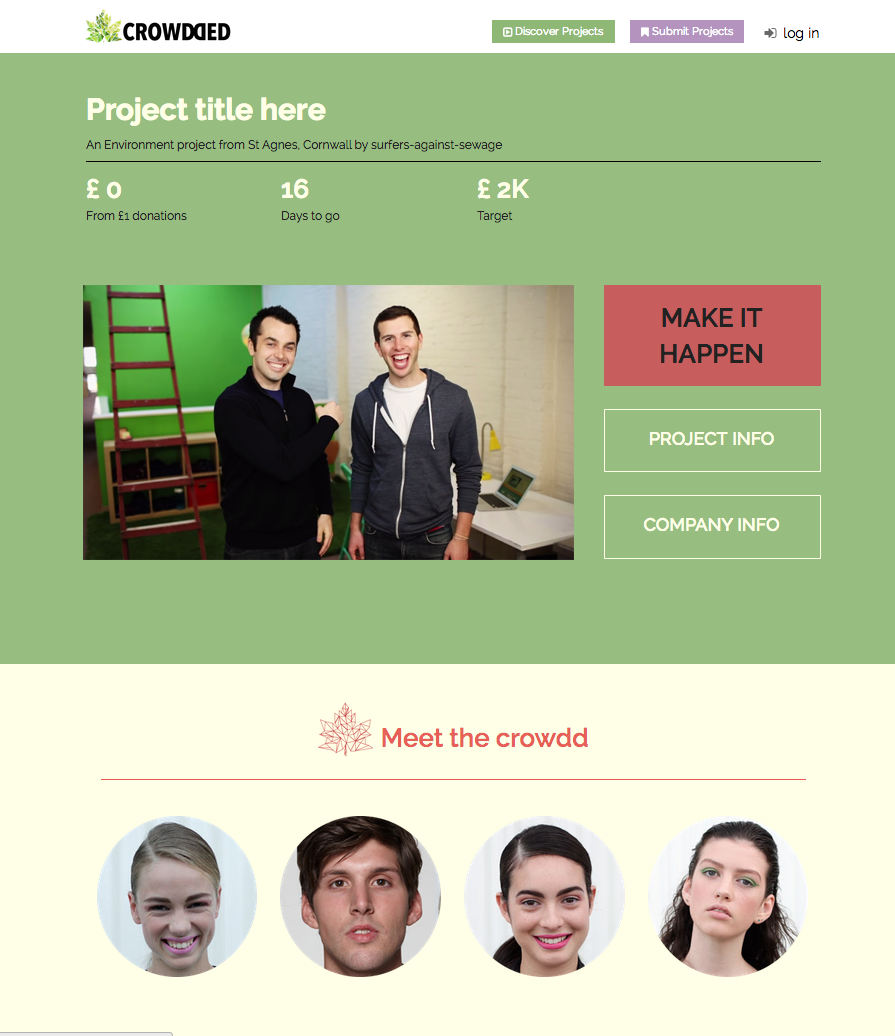 CROWDDED
Discover Projects
Submit Projects
log in
Project title here
An Environment project from St Agnes, Cornwall by surfers-against-sewage
£ 0
16
£ 2K
From £1 donations
Days to go
Target
MAKE IT
HAPPEN
PROJECT INFO
COMPANY INFO
Meet the crowdd